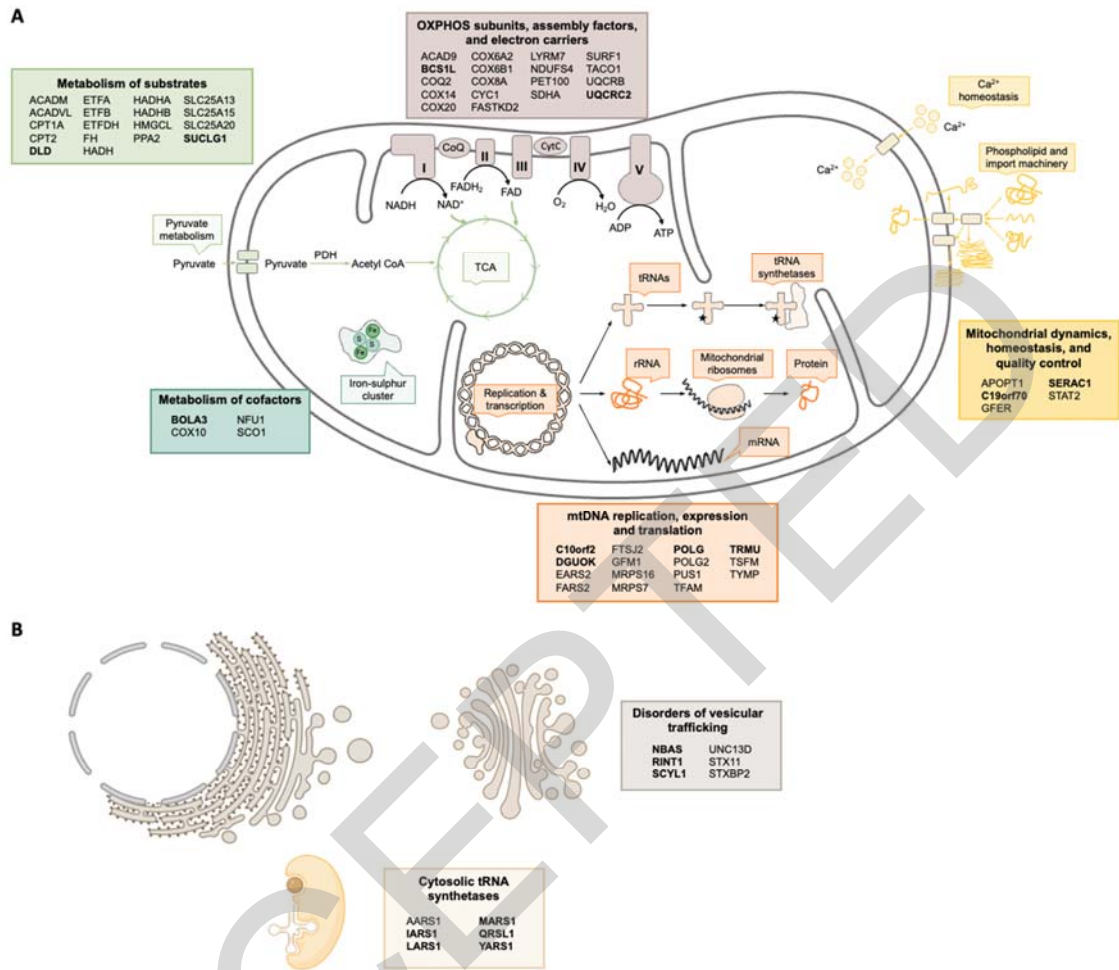 A
OXPHOS subunits, assembly factors,
and electron carriers
ACAD9 COX6A2 LYRM7 SURF1
BCS1L COX6B1 NDUFS4 TACO1
COQ2 COX8A PET100 UQCRB
COX14 CYC1 SDHA UQCRC2
COX20 FASTKD2
Metabolism of substrates
ACADM ETFA HADHA SLC25A13
ACADVL ETFB HADHB SLC25A15
CPT1A ETFDH HMGCL SLC25A20
CPT2 FH PPA2 SUCLG1
DLD HADH
Ca²⁺
homeostasis
Ca²⁺
Ca²⁺
Phospholipid and
import machinery
CoQ
CytC
I
II
III
IV
V
FADH₂
FAD
NADH
NAD⁺
O₂
H₂O
ADP
ATP
Pyruvate
metabolism
Pyruvate
Pyruvate
PDH
Acetyl CoA
TCA
tRNAs
tRNA
synthetases
Fe
S
S
Fe
Iron-sulphur
cluster
Replication &
transcription
rRNA
Mitochondrial
ribosomes
Protein
mRNA
Metabolism of cofactors
BOLA3 NFU1
COX10 SCO1
Mitochondrial dynamics,
homeostasis, and
quality control
APOPT1 SERAC1
C19orf70 STAT2
GFER
mtDNA replication, expression
and translation
C10orf2 FTSJ2 POLG TRMU
DGUOK GFM1 POLG2 TSFM
EARS2 MRPS16 PUS1 TYMP
FARS2 MRPS7 TFAM
B
Disorders of vesicular
trafficking
NBAS UNC13D
RINT1 STX11
SCYL1 STXBP2
Cytosolic tRNA
synthetases
AARS1 MARS1
IARS1 QRSL1
LARS1 YARS1
CEPTED